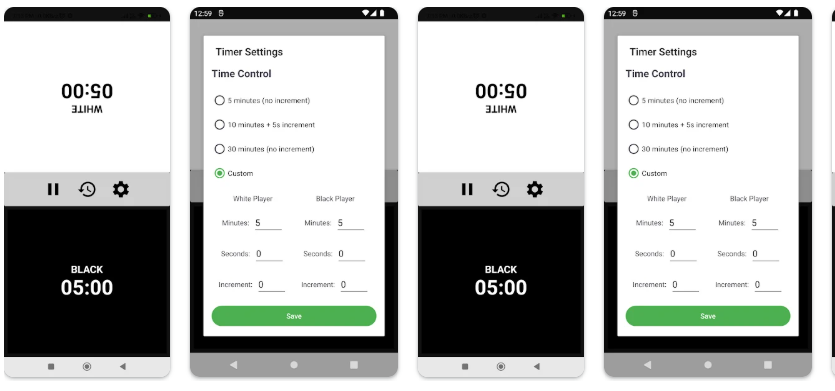 05:00
WHITE
BLACK
05:00
12:59
Timer Settings
Time Control
5 minutes (no increment)
10 minutes + 5s increment
30 minutes (no increment)
Custom
White Player Black Player
Minutes: 5 Minutes: 5
Seconds: 0 Seconds: 0
Increment: 0 Increment: 0
Save
05:00
WHITE
BLACK
05:00
12:59
Timer Settings
Time Control
5 minutes (no increment)
10 minutes + 5s increment
30 minutes (no increment)
Custom
White Player Black Player
Minutes: 5 Minutes: 5
Seconds: 0 Seconds: 0
Increment: 0 Increment: 0
Save